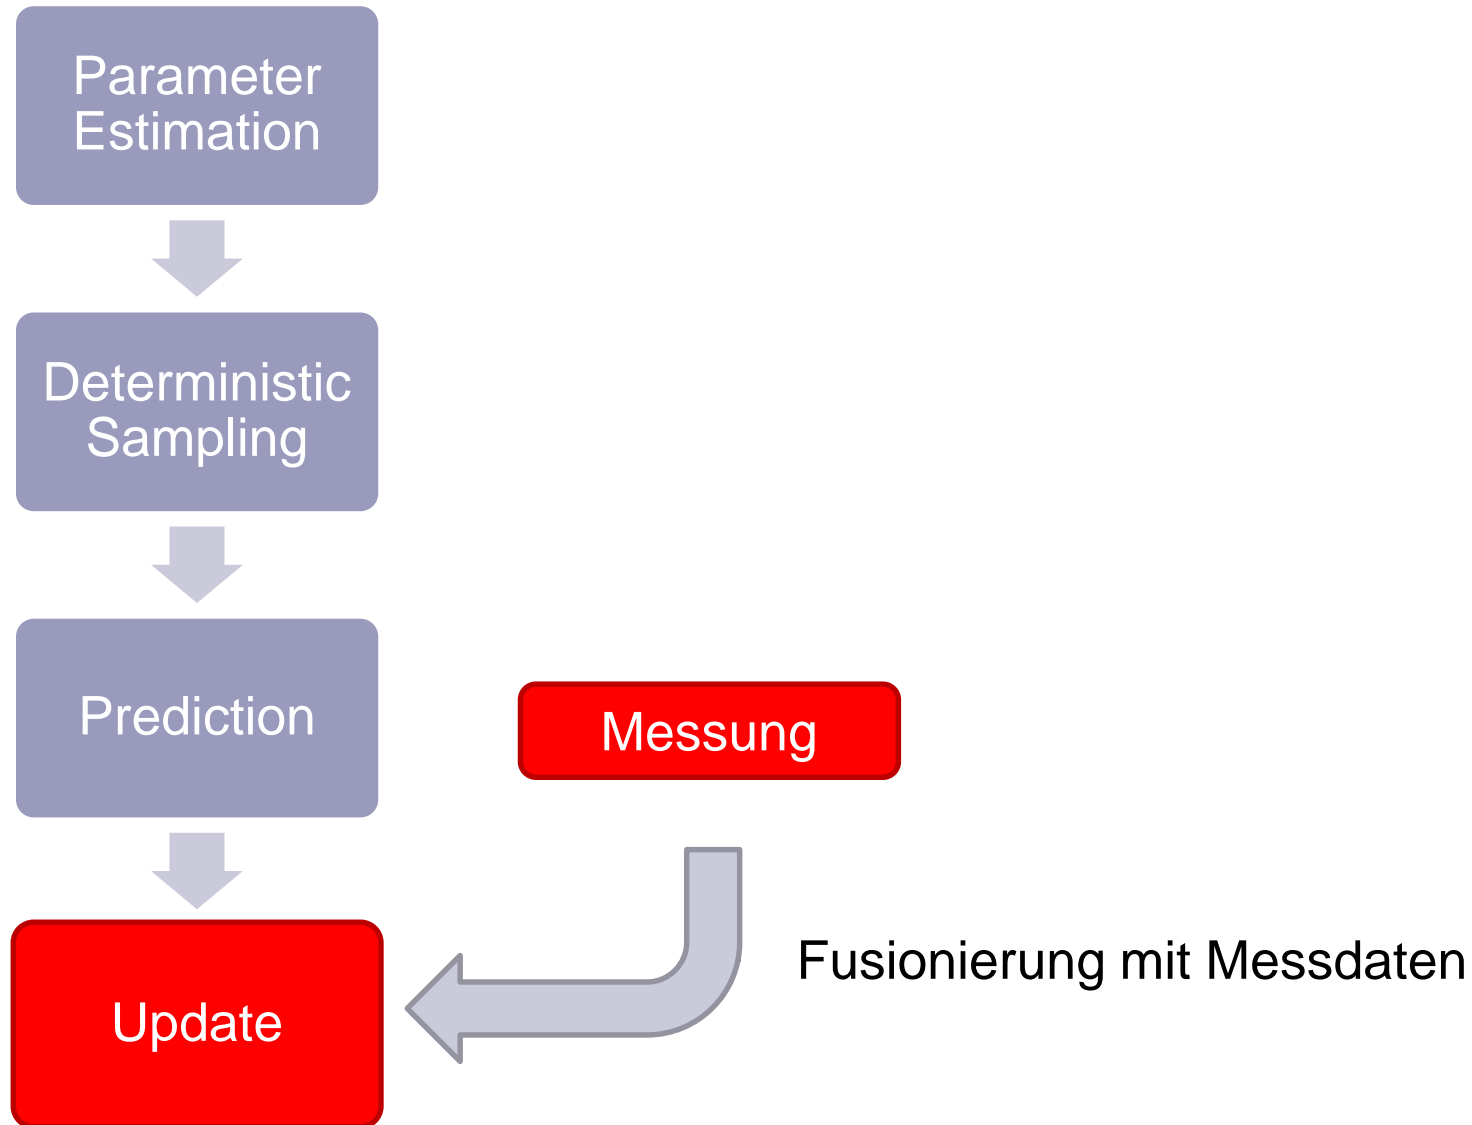 Parameter
Estimation
Deterministic
Sampling
Prediction
Messung
Fusionierung mit Messdaten
Update